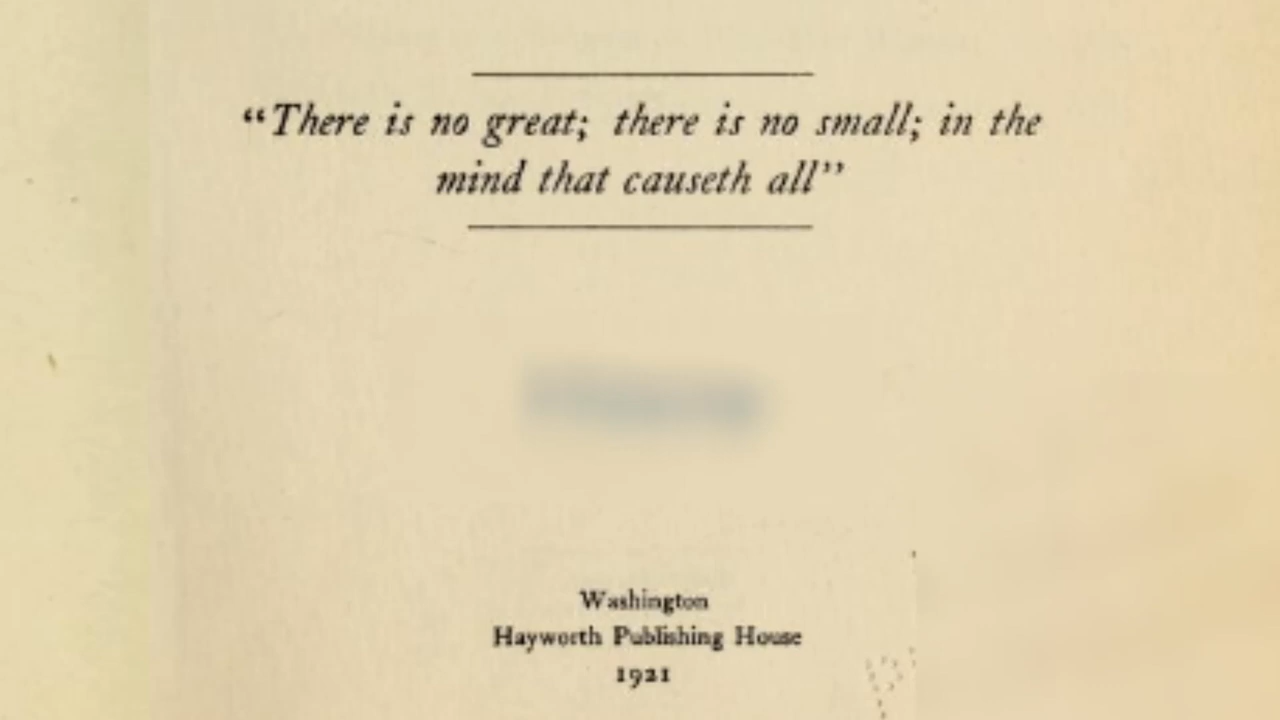 “There is no great; there is no small; in the
mind that causeth all”
Washington
Hayworth Publishing House
1921